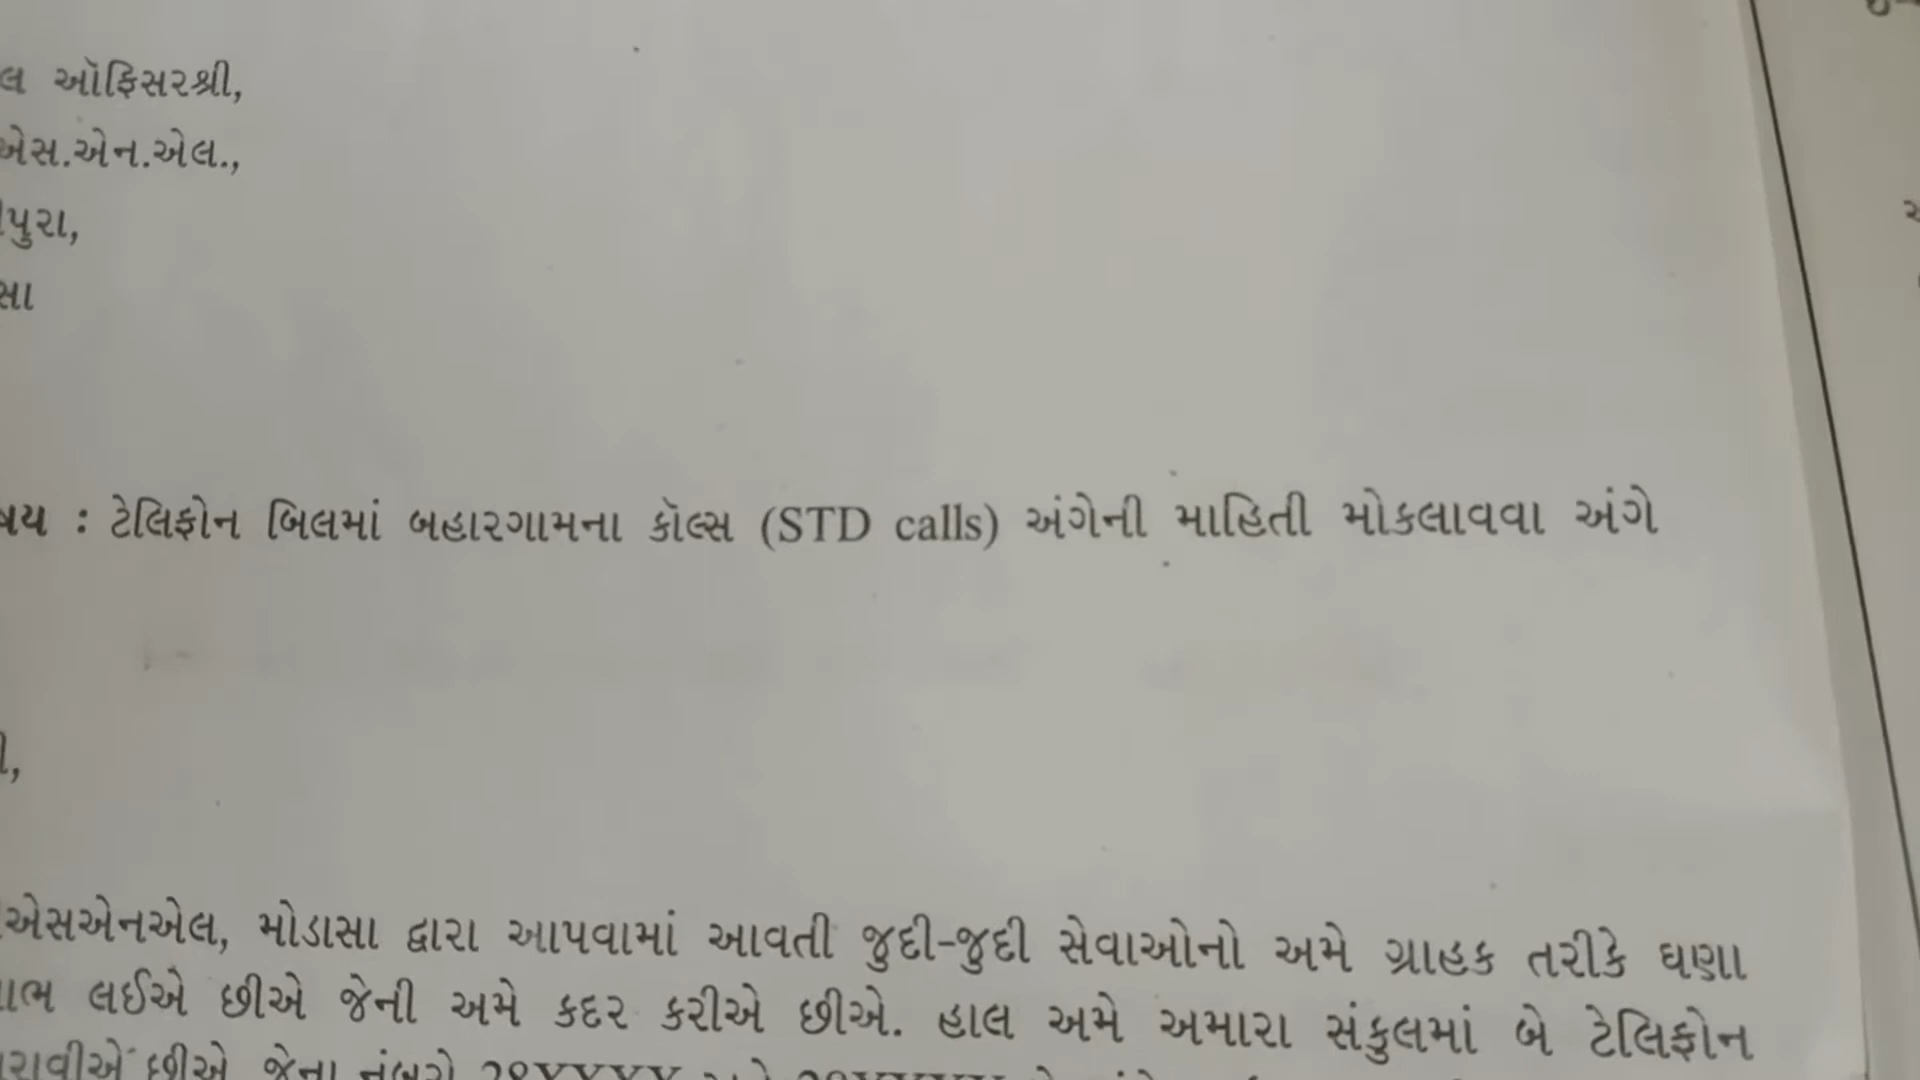 ઑફિસરશ્રી,
એસ.એન.એલ.,
: ટેલિફોન બિલમાં બહારગામના કૉલ્સ (STD calls) અંગેની માહિતી મોકલાવવા અંગે
એસએનએલ, મોડાસા દ્વારા આપવામાં આવતી જુદી-જુદી સેવાઓનો અમે ગ્રાહક તરીકે ઘણા
લઈએ છીએ જેની અમે કદર કરીએ છીએ. હાલ અમે અમારા સંકુલમાં બે ટેલિફોન
છીએ જેના